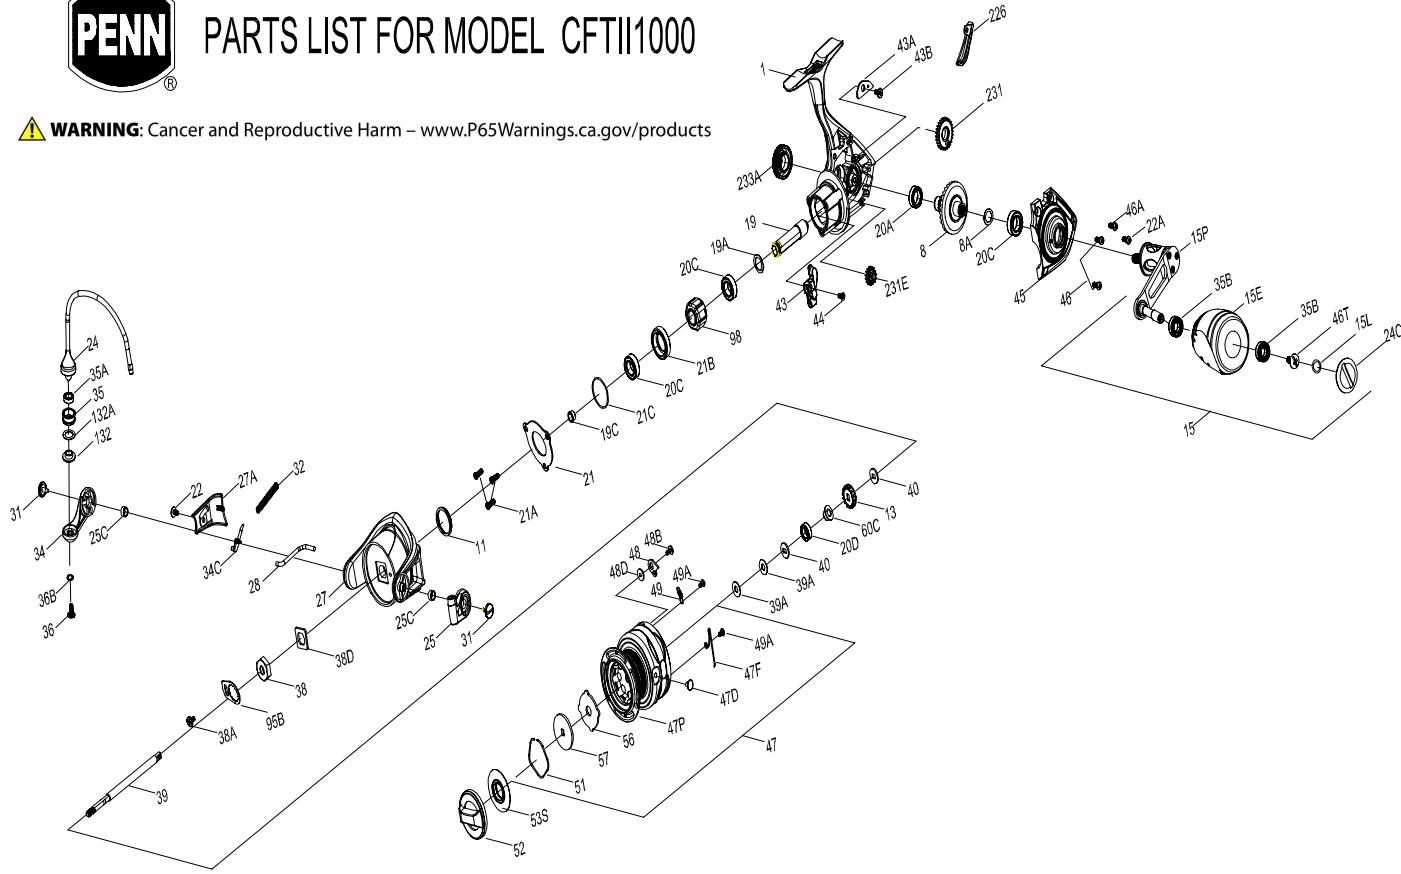 PENN
®
PARTS LIST FOR MODEL CFTII1000
WARNING: Cancer and Reproductive Harm – www.P65Warnings.ca.gov/products
226
43A
43B
1
231
233A
19
20A
8
8A
20C
46A
22A
15P
19A
20C
43
44
231E
45
46
35B
15E
35B
46T
15L
24C
98
21B
20C
21C
19C
15
24
35A
35
132A
132
31
34
25C
22
27A
32
34C
28
36B
36
21
21A
11
27
25C
25
31
38D
38
95B
38A
39
40
13
60C
20D
40
39A
39A
48B
48
48D
49A
49
49A
47F
47D
47P
47
56
57
51
53S
52